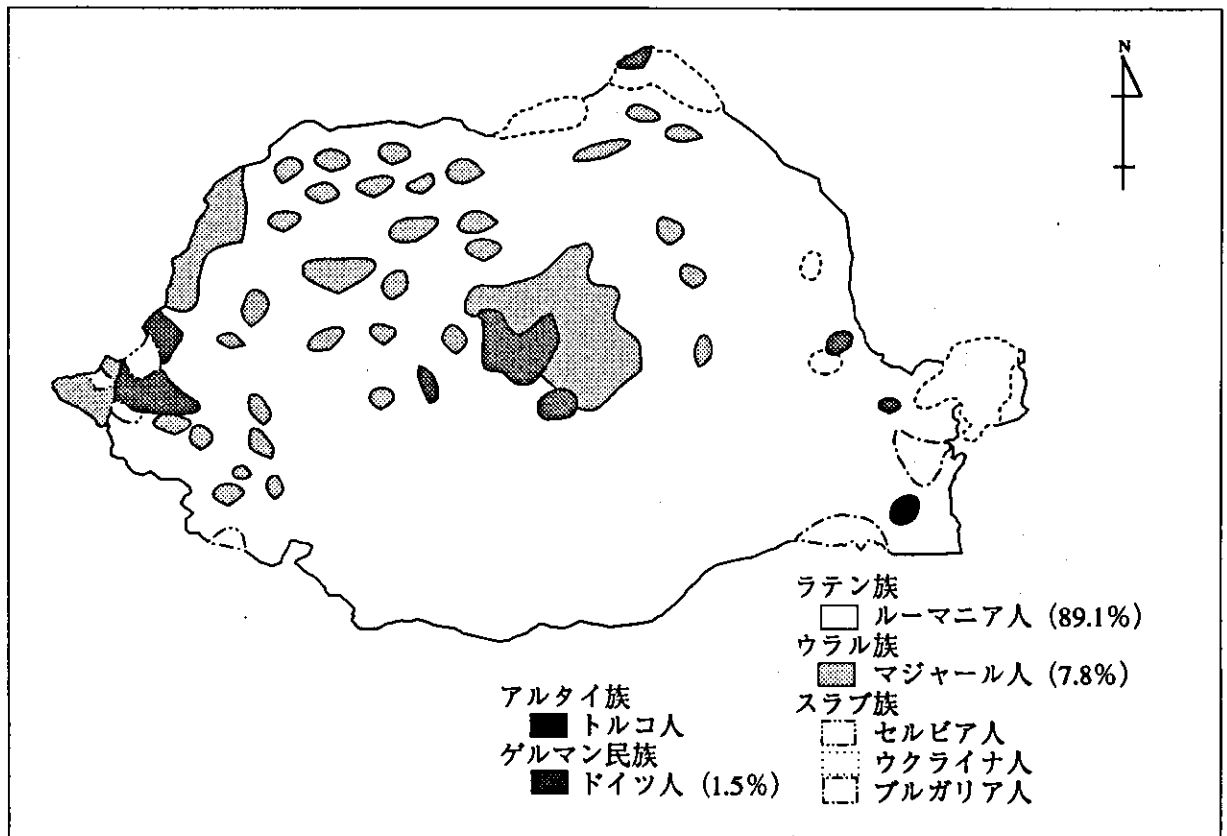 N
ラテン族
ルーマニア人 (89.1%)
ウラル族
マジャール人 (7.8%)
スラブ族
セルビア人
ウクライナ人
ブルガリア人
アルタイ族
トルコ人
ゲルマン民族
ドイツ人 (1.5%)